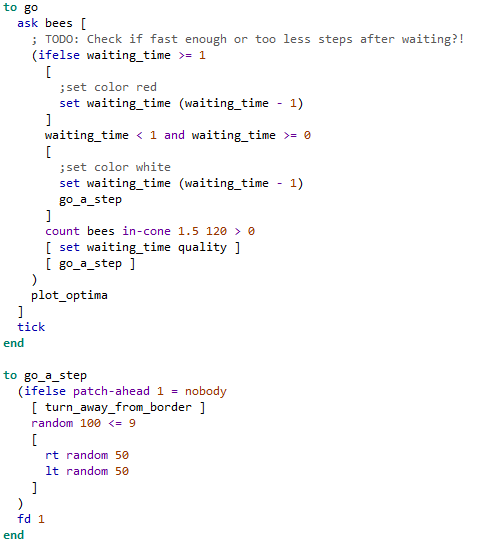 to go
  ask bees [
    ; TODO: Check if fast enough or too less steps after waiting?!
    (ifelse waiting_time >= 1
      [
        ;set color red
        set waiting_time (waiting_time - 1)
      ]
      waiting_time < 1 and waiting_time >= 0
      [
        ;set color white
        set waiting_time (waiting_time - 1)
        go_a_step
      ]
      count bees in-cone 1.5 120 > 0
      [ set waiting_time quality ]
      [ go_a_step ]
    )
    plot_optima
  ]
  tick
end

to go_a_step
  (ifelse patch-ahead 1 = nobody
    [ turn_away_from_border ]
    random 100 <= 9
    [
      rt random 50
      lt random 50
    ]
  )
  fd 1
end